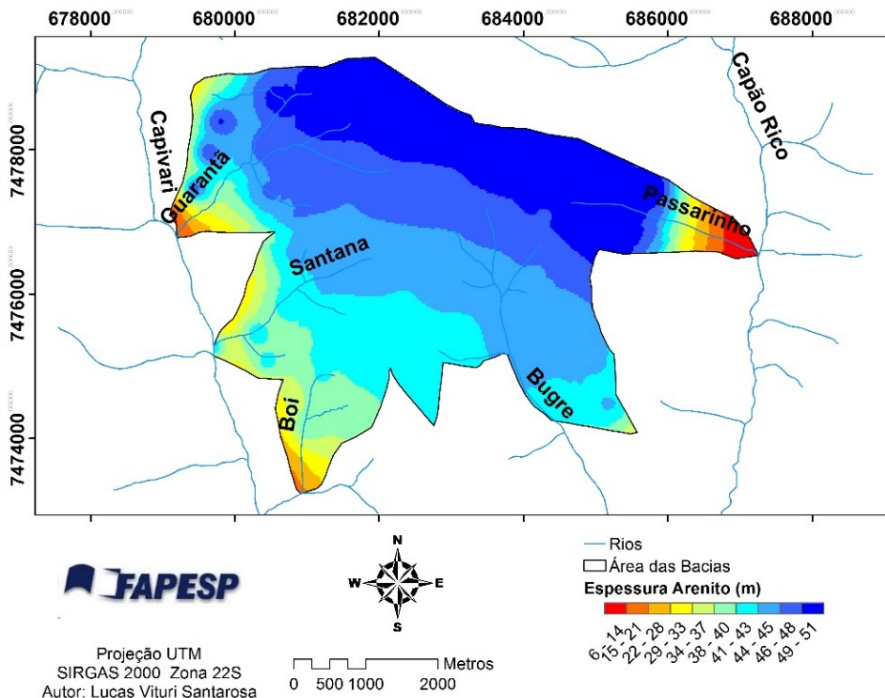 678000 680000 682000 684000 686000 688000
7478000
7476000
7474000
Capivari
Guarantã
Santana
Boi
Bugre
Passarinho
Capão Rico
FAPESP
Projeção UTM
SIRGAS 2000 Zona 22S
Autor: Lucas Vituri Santarosa
N
W E
S
Metros
0 500 1000 2000
Rios
Área das Bacias
Espessura Arenito (m)
6 - 14
15 - 21
22 - 28
29 - 33
34 - 37
38 - 40
41 - 43
44 - 45
46 - 48
49 - 51